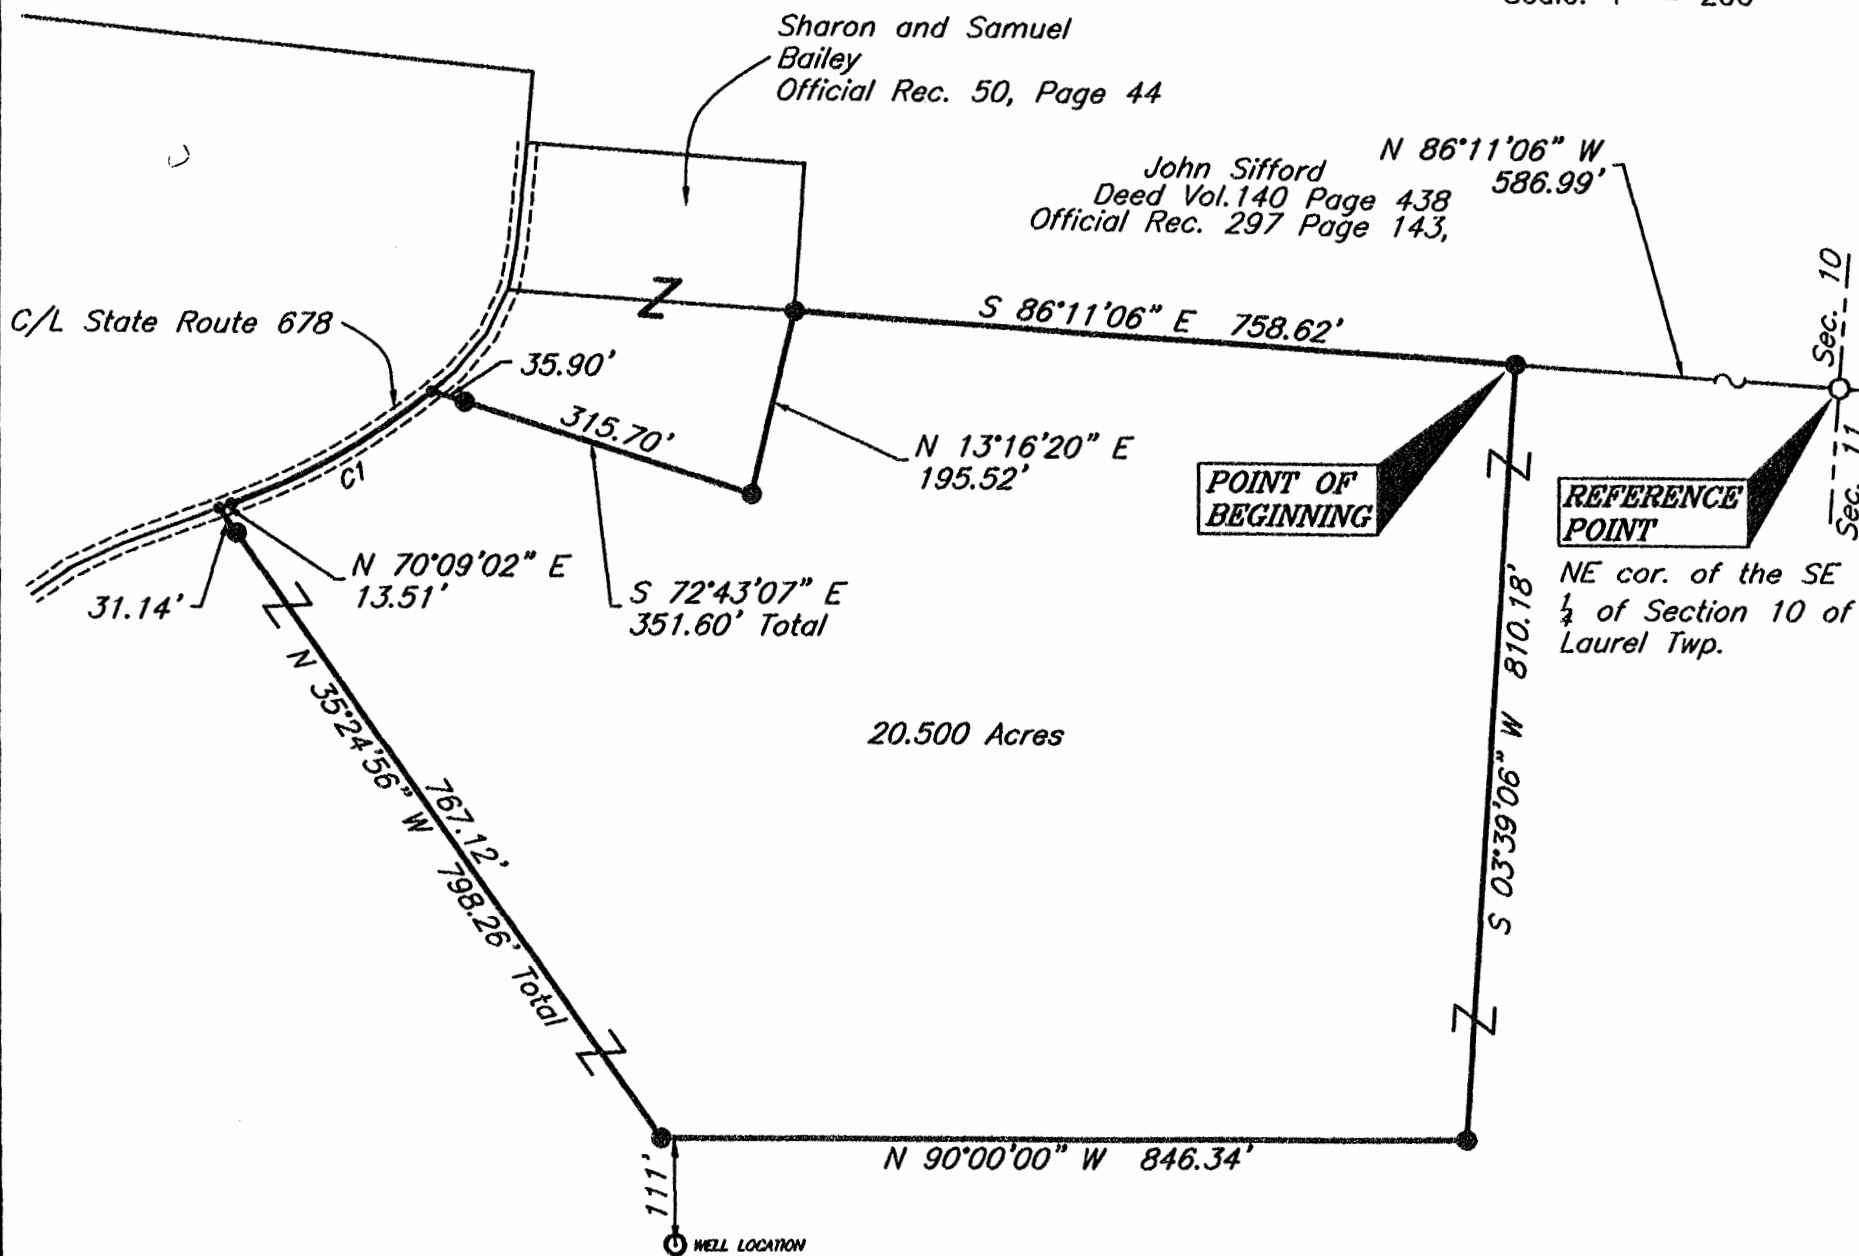 Sharon and Samuel
Bailey
Official Rec. 50, Page 44
N 86°11'06" W
586.99'
John Sifford
Deed Vol.140 Page 438
Official Rec. 297 Page 143,
Sec. 10
Sec. 11
C/L State Route 678
S 86°11'06" E 758.62'
35.90'
315.70'
N 13°16'20" E
195.52'
C1
POINT OF
BEGINNING
REFERENCE
POINT
NE cor. of the SE
¼ of Section 10 of
Laurel Twp.
N 70°09'02" E
13.51'
31.14'
S 72°43'07" E
351.60' Total
S 03°39'06" W 810.18'
20.500 Acres
N 35°24'56" W
767.12'
798.26' Total
N 90°00'00" W 846.34'
111'
WELL LOCATION